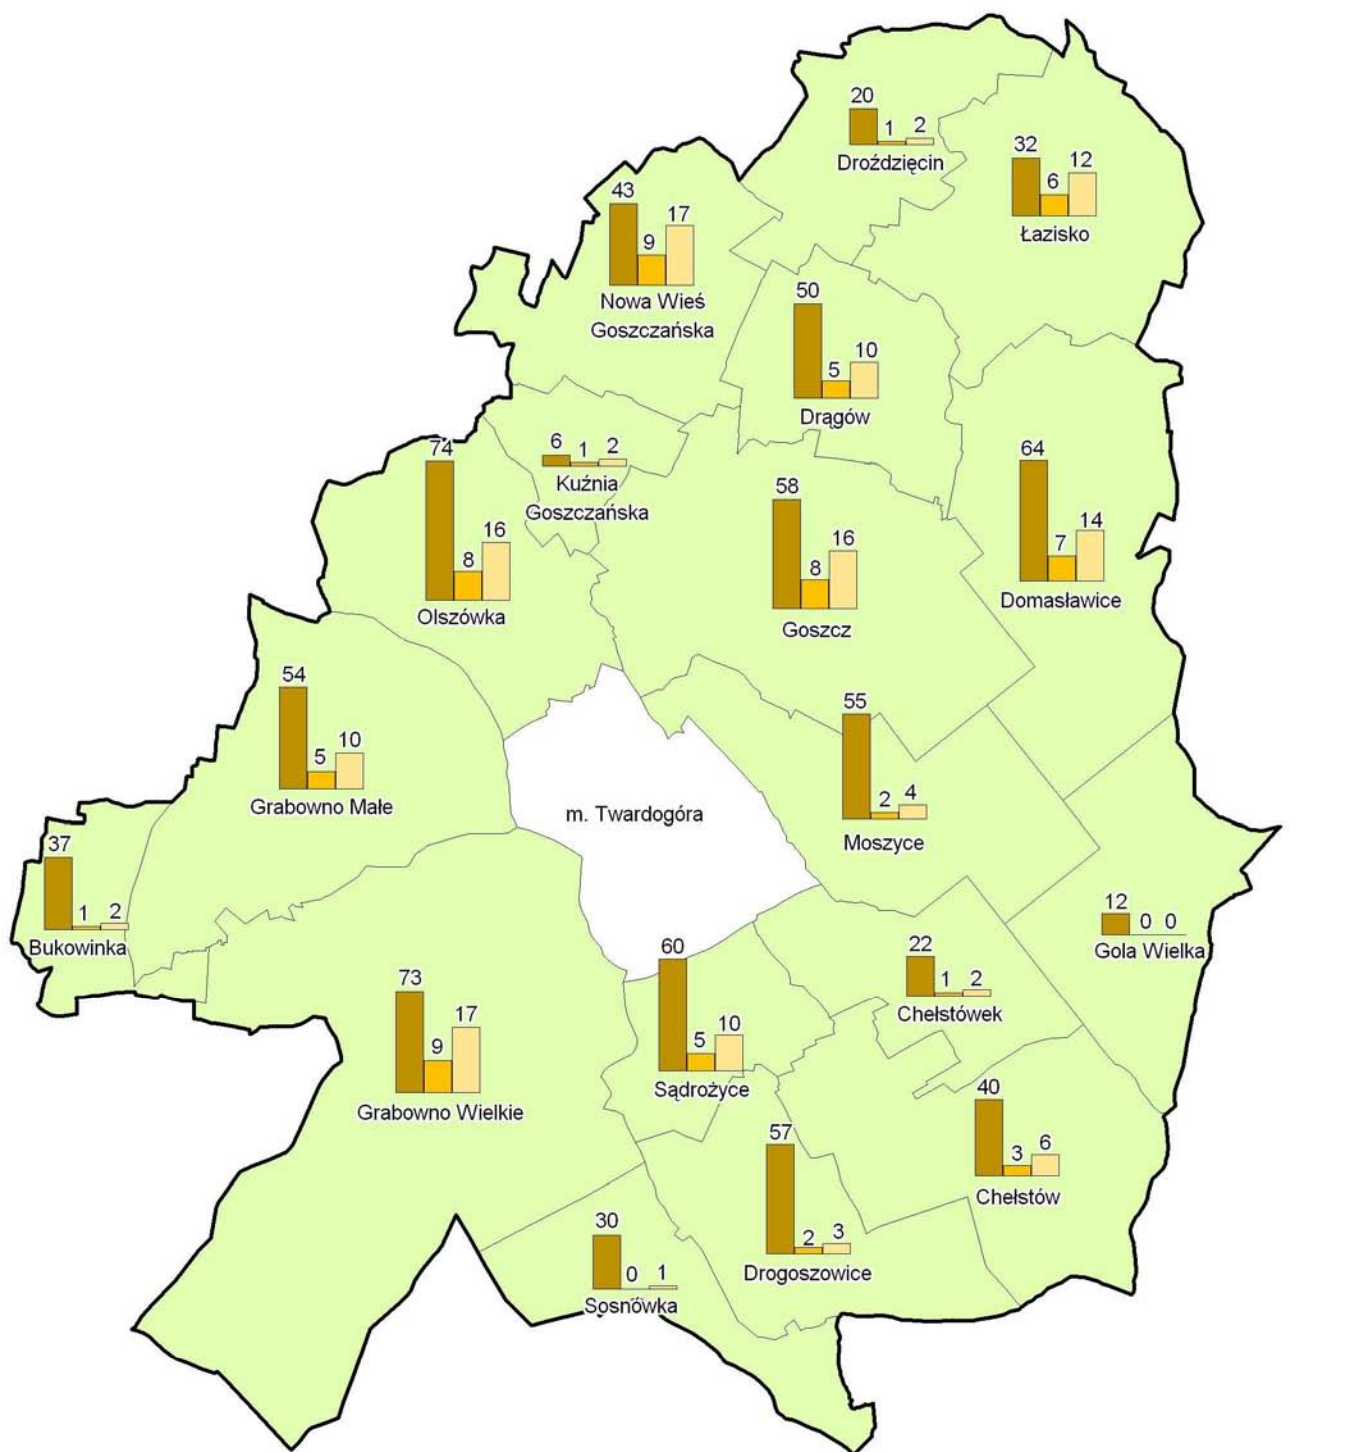 20 1 2
Droździęcin
32 6 12
Łazisko
43 9 17
Nowa Wieś
Goszczańska
50 5 10
Drągów
74 8 16
Olszówka
6 1 2
Kuźnia
Goszczańska
58 8 16
Goszcz
64 7 14
Domasławice
54 5 10
Grabowno Małe
m. Twardogóra
55 2 4
Moszyce
37 1 2
Bukowinka
12 0 0
Gola Wielka
22 1 2
Chełstówek
60 5 10
Sądrożyce
73 9 17
Grabowno Wielkie
40 3 6
Chełstów
57 2 3
Drogoszowice
30 0 1
Sosnówka